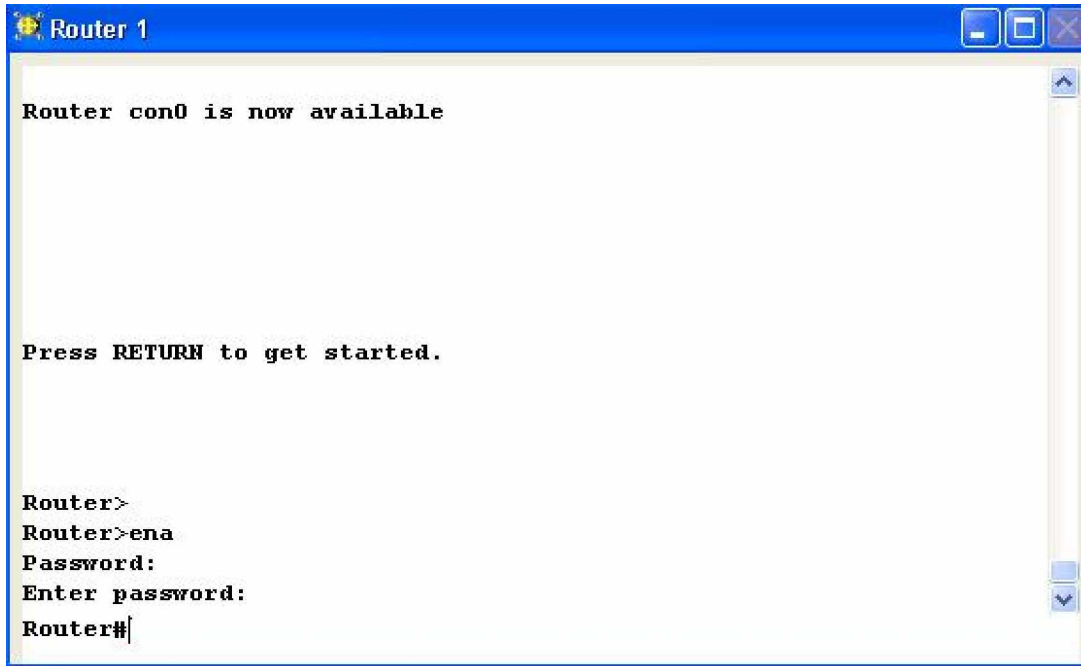 Router 1
Router con0 is now available
Press RETURN to get started.
Router>
Router>ena
Password:
Enter password:
Router#